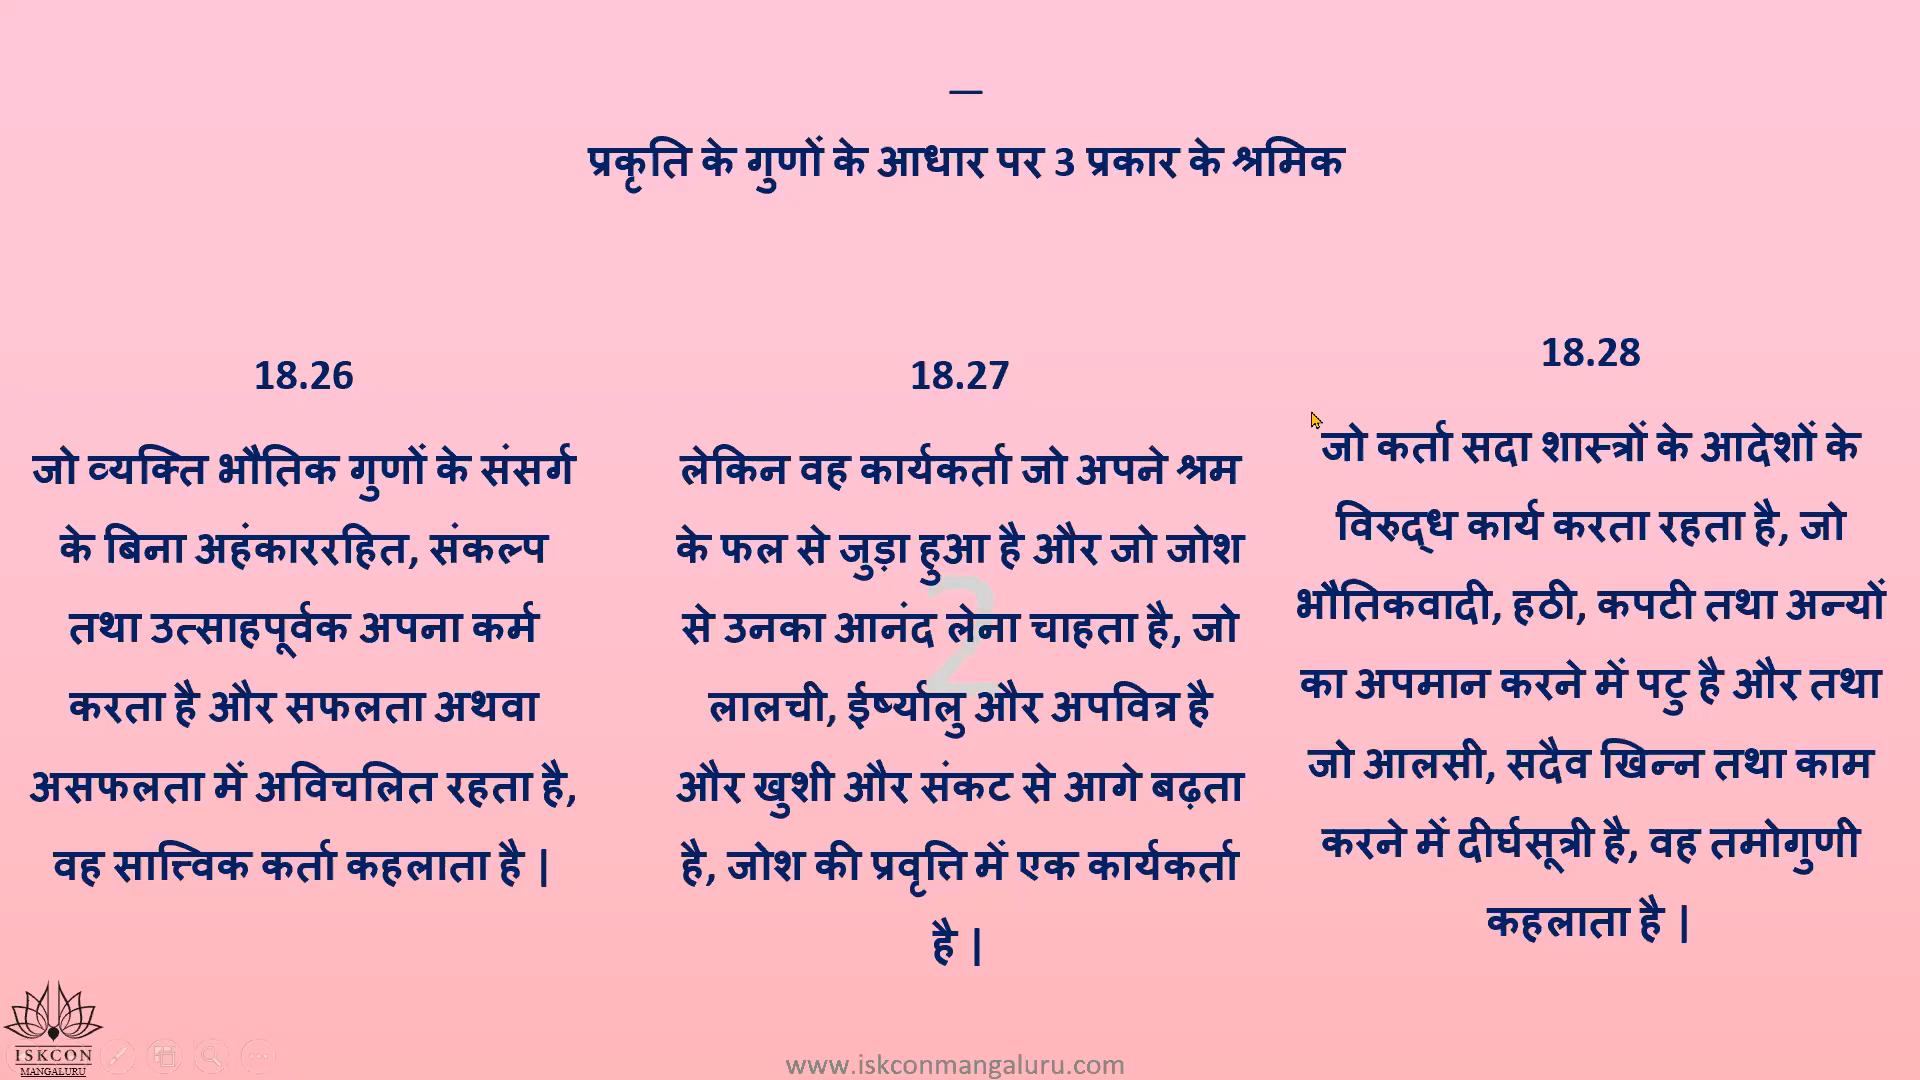 —
प्रकृति के गुणों के आधार पर 3 प्रकार के श्रमिक
18.26
जो व्यक्ति भौतिक गुणों के संसर्ग
के बिना अहंकाररहित, संकल्प
तथा उत्साहपूर्वक अपना कर्म
करता है और सफलता अथवा
असफलता में अविचलित रहता है,
वह सात्त्विक कर्ता कहलाता है |
18.27
लेकिन वह कार्यकर्ता जो अपने श्रम
के फल से जुड़ा हुआ है और जो जोश
से उनका आनंद लेना चाहता है, जो
लालची, ईर्ष्यालु और अपवित्र है
और खुशी और संकट से आगे बढ़ता
है, जोश की प्रवृत्ति में एक कार्यकर्ता
है |
2
18.28
जो कर्ता सदा शास्त्रों के आदेशों के
विरुद्ध कार्य करता रहता है, जो
भौतिकवादी, हठी, कपटी तथा अन्यों
का अपमान करने में पटु है और तथा
जो आलसी, सदैव खिन्न तथा काम
करने में दीर्घसूत्री है, वह तमोगुणी
कहलाता है |
ISKCON
MANGALURU
www.iskconmangaluru.com